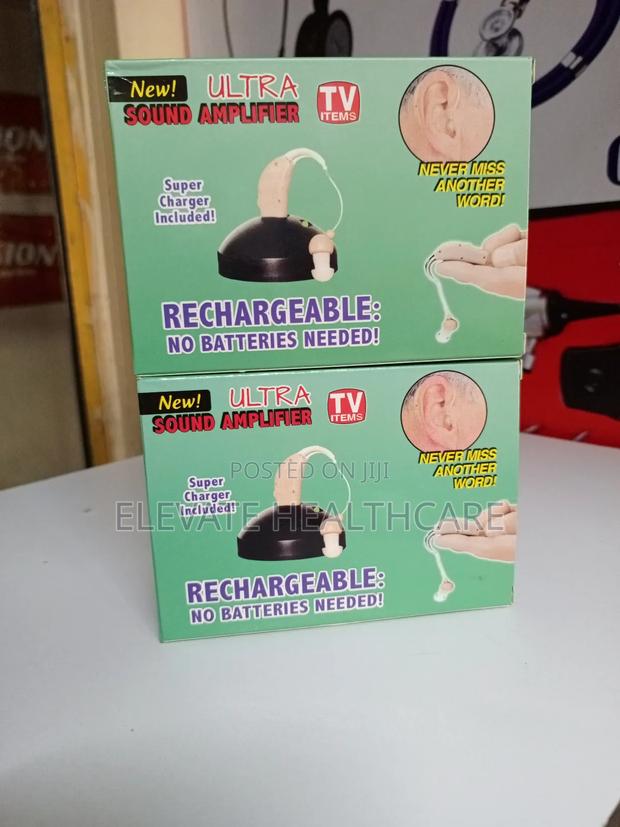 New! ULTRA
SOUND AMPLIFIER
TV
ITEMS
NEVER MISS
ANOTHER
WORD!
Super
Charger
Included!
RECHARGEABLE:
NO BATTERIES NEEDED!
New! ULTRA
SOUND AMPLIFIER
TV
ITEMS
NEVER MISS
ANOTHER
WORD!
Super
Charger
Included!
POSTED ON JIJI
ELEVATE HEALTHCARE
RECHARGEABLE:
NO BATTERIES NEEDED!